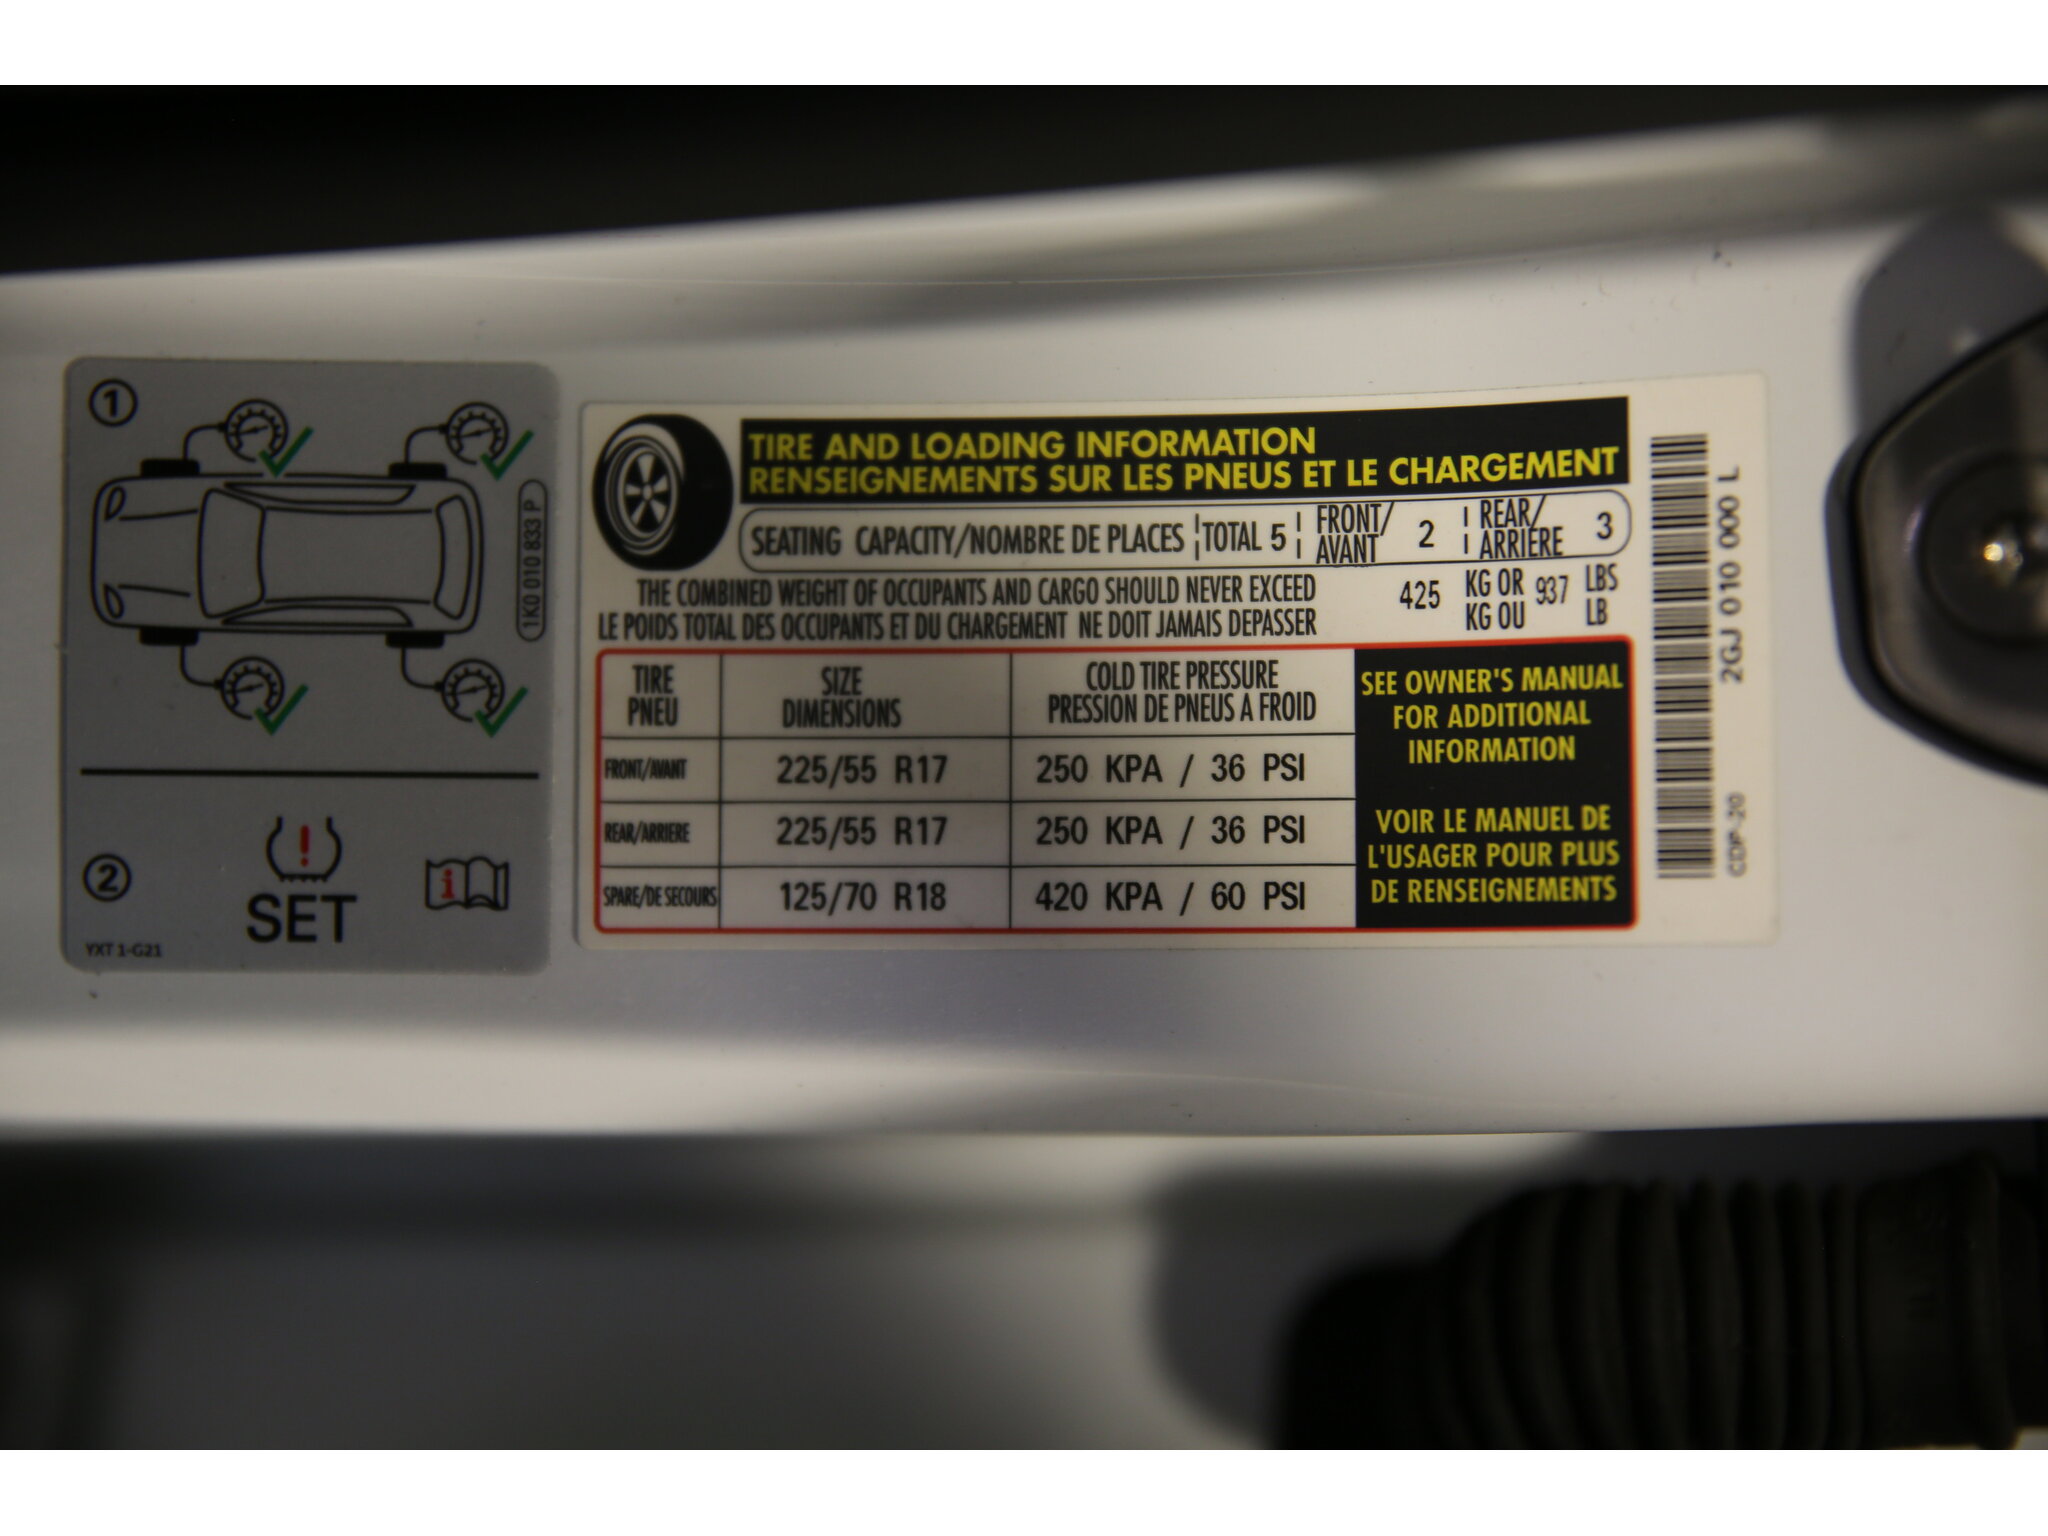 1
1K0 010 833 P
2
!
SET
i
YXT 1-G21
TIRE AND LOADING INFORMATION
RENSEIGNEMENTS SUR LES PNEUS ET LE CHARGEMENT
SEATING CAPACITY/NOMBRE DE PLACES TOTAL 5 FRONT/AVANT 2 REAR/ARRIERE 3
THE COMBINED WEIGHT OF OCCUPANTS AND CARGO SHOULD NEVER EXCEED 425 KG OR 937 LBS
LE POIDS TOTAL DES OCCUPANTS ET DU CHARGEMENT NE DOIT JAMAIS DEPASSER KG OU LB
TIRE SIZE COLD TIRE PRESSURE
PNEU DIMENSIONS PRESSION DE PNEUS A FROID
FRONT/AVANT 225/55 R17 250 KPA / 36 PSI
REAR/ARRIERE 225/55 R17 250 KPA / 36 PSI
SPARE/DE SECOURS 125/70 R18 420 KPA / 60 PSI
SEE OWNER'S MANUAL
FOR ADDITIONAL
INFORMATION
VOIR LE MANUEL DE
L'USAGER POUR PLUS
DE RENSEIGNEMENTS
2GJ 010 000 L
CDP-20